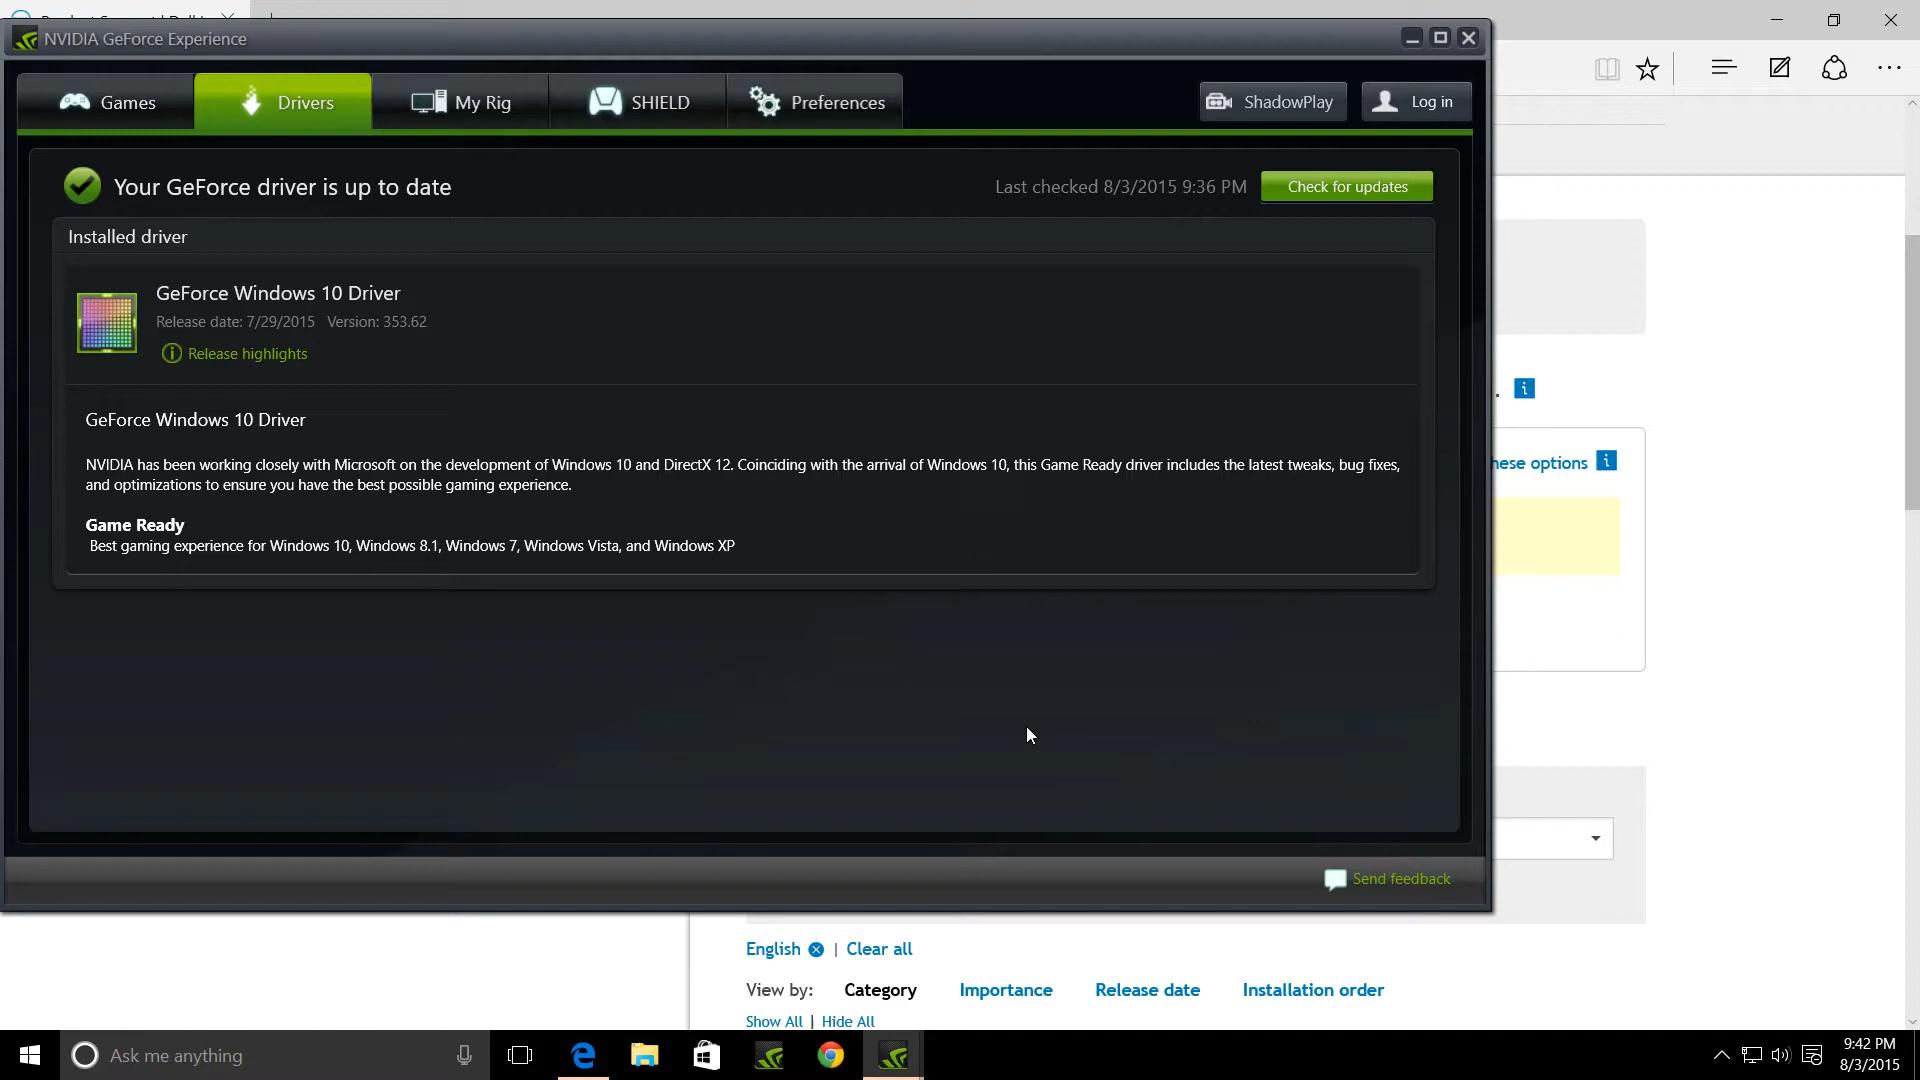 NVIDIA GeForce Experience
Games
Drivers
My Rig
SHIELD
Preferences
ShadowPlay
Log in
Your GeForce driver is up to date
Last checked 8/3/2015 9:36 PM
Check for updates
Installed driver
GeForce Windows 10 Driver
Release date: 7/29/2015 Version: 353.62
Release highlights
GeForce Windows 10 Driver
NVIDIA has been working closely with Microsoft on the development of Windows 10 and DirectX 12. Coinciding with the arrival of Windows 10, this Game Ready driver includes the latest tweaks, bug fixes,
and optimizations to ensure you have the best possible gaming experience.
Game Ready
Best gaming experience for Windows 10, Windows 8.1, Windows 7, Windows Vista, and Windows XP
options
Send feedback
English | Clear all
View by: Category Importance Release date Installation order
Show All | Hide All
Ask me anything
9:42 PM
8/3/2015